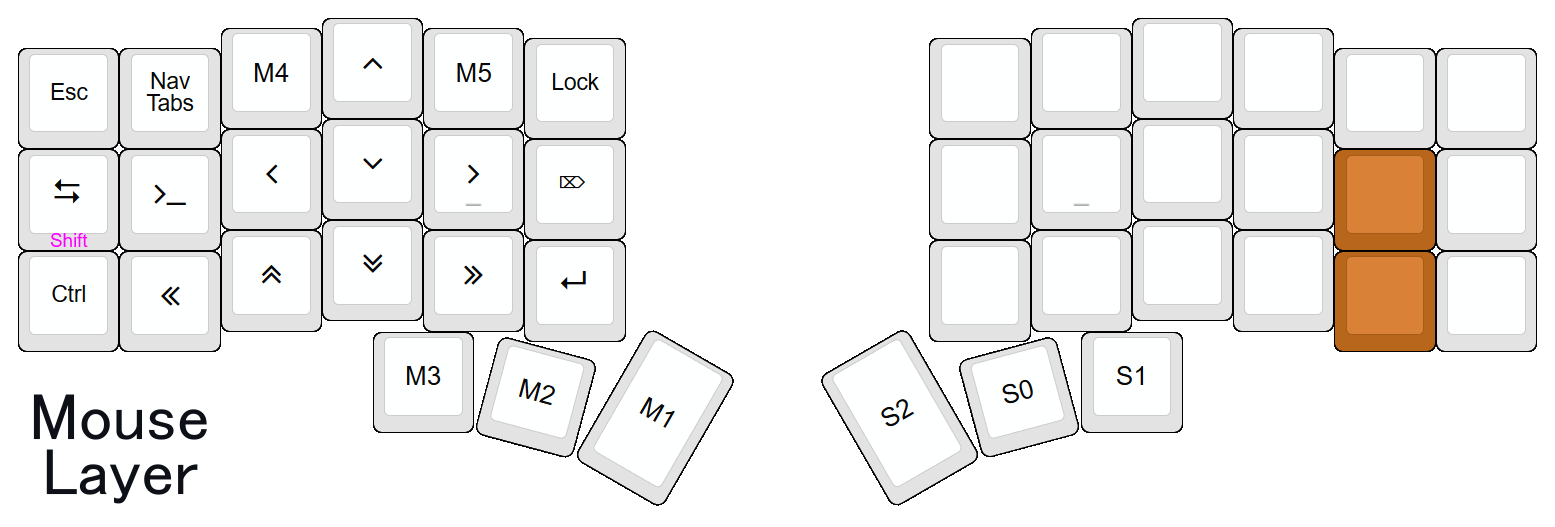 Esc
Nav
Tabs
M4
^
M5
Lock
⇆
>_
<
⌄
>
_
⌦
_
Shift
Ctrl
«
︽
︾
»
↵
M3
M2
M1
S2
S0
S1
Mouse
Layer